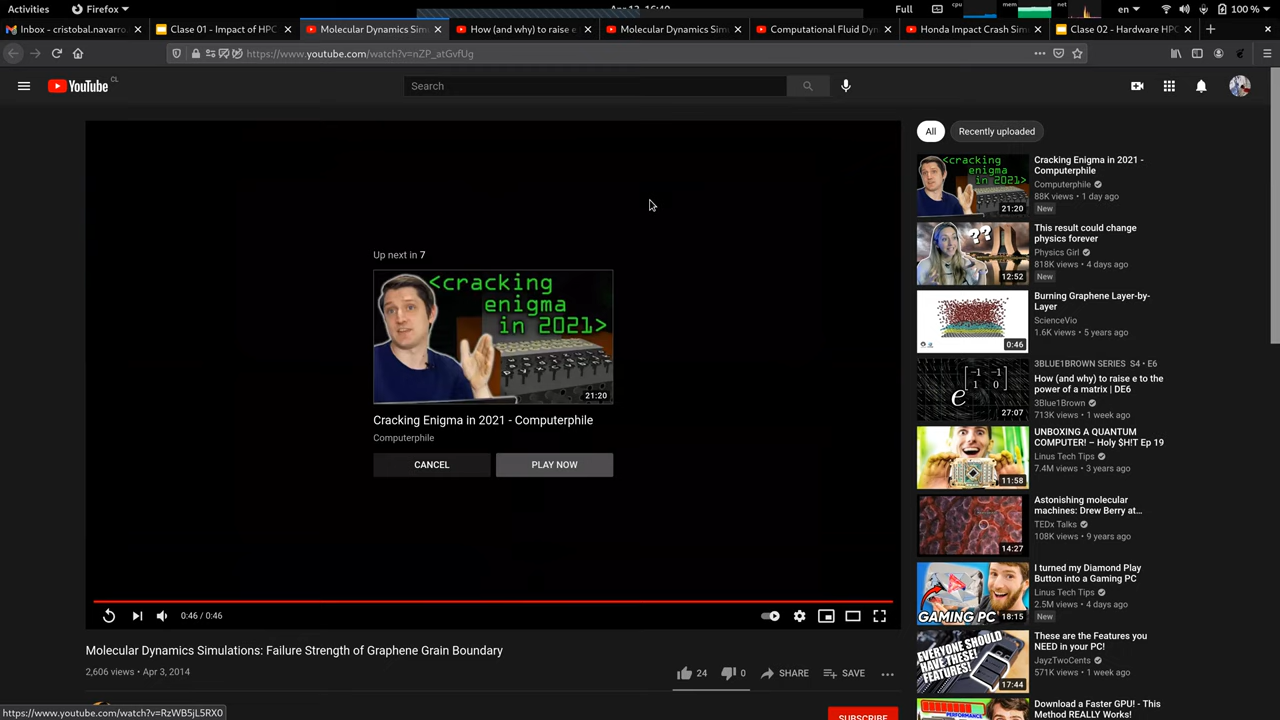 Activities
Firefox
Full
en
100 %
Inbox - cristobal.navarro.
Clase 01 - Impact of HPC
Molecular Dynamics Simu
How (and why) to raise e
Molecular Dynamics Simu
Computational Fluid Dyn
Honda Impact Crash Simu
Clase 02 - Hardware HPC
https://www.youtube.com/watch?v=nZP_atGvfUg
YouTube
CL
Search
All
Recently uploaded
Up next in 7
<cracking
enigma
in 2021>
21:20
Cracking Enigma in 2021 - Computerphile
Computerphile
CANCEL
PLAY NOW
0:46 / 0:46
Molecular Dynamics Simulations: Failure Strength of Graphene Grain Boundary
2,606 views • Apr 3, 2014
24
0
SHARE
SAVE
SUBSCRIBE
https://www.youtube.com/watch?v=RzWB5jL5RX0
<cracking
enigma
in 2021>
21:20
Cracking Enigma in 2021 -
Computerphile
Computerphile
88K views • 1 day ago
New
??
12:52
This result could change
physics forever
Physics Girl
818K views • 4 days ago
New
0:46
Burning Graphene Layer-by-
Layer
ScienceVio
1.6K views • 5 years ago
27:07
3BLUE1BROWN SERIES S4 • E6
How (and why) to raise e to the
power of a matrix | DE6
3Blue1Brown
713K views • 1 week ago
11:58
UNBOXING A QUANTUM
COMPUTER! – Holy $H!T Ep 19
Linus Tech Tips
7.4M views • 3 years ago
14:27
Astonishing molecular
machines: Drew Berry at...
TEDx Talks
108K views • 9 years ago
GAMING PC
18:15
I turned my Diamond Play
Button into a Gaming PC
Linus Tech Tips
2.5M views • 4 days ago
New
EVERYONE SHOULD
HAVE THESE!
FEATURES!
17:44
These are the Features you
NEED in your PC!
JayzTwoCents
571K views • 1 week ago
PERFORMANCE
Download a Faster GPU! - This
Method REALLY Works!